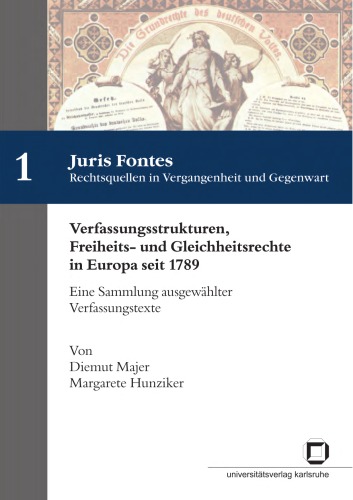 Die Grundrechte des deutschen Volkes.
1
Juris Fontes
Rechtsquellen in Vergangenheit und Gegenwart
Verfassungsstrukturen,
Freiheits- und Gleichheitsrechte
in Europa seit 1789
Eine Sammlung ausgewählter
Verfassungstexte
Von
Diemut Majer
Margarete Hunziker
universitätsverlag karlsruhe